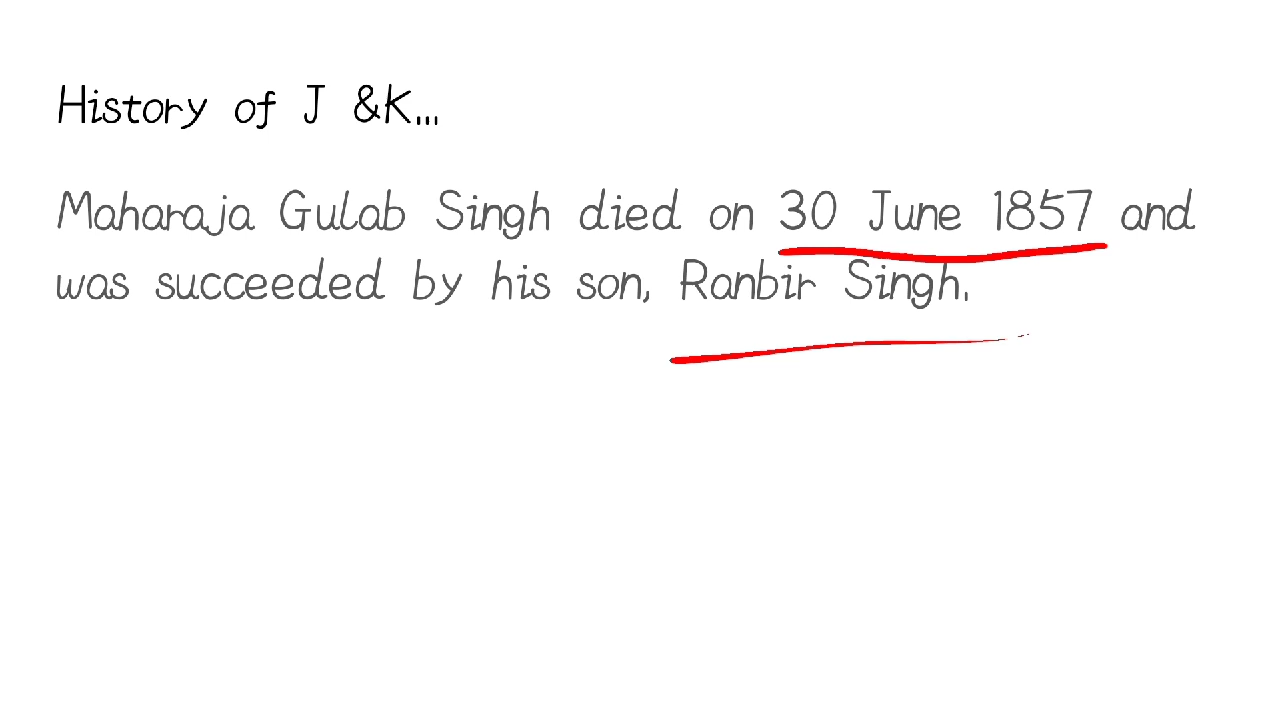 History of J &K...
Maharaja Gulab Singh died on 30 June 1857 and
was succeeded by his son, Ranbir Singh.